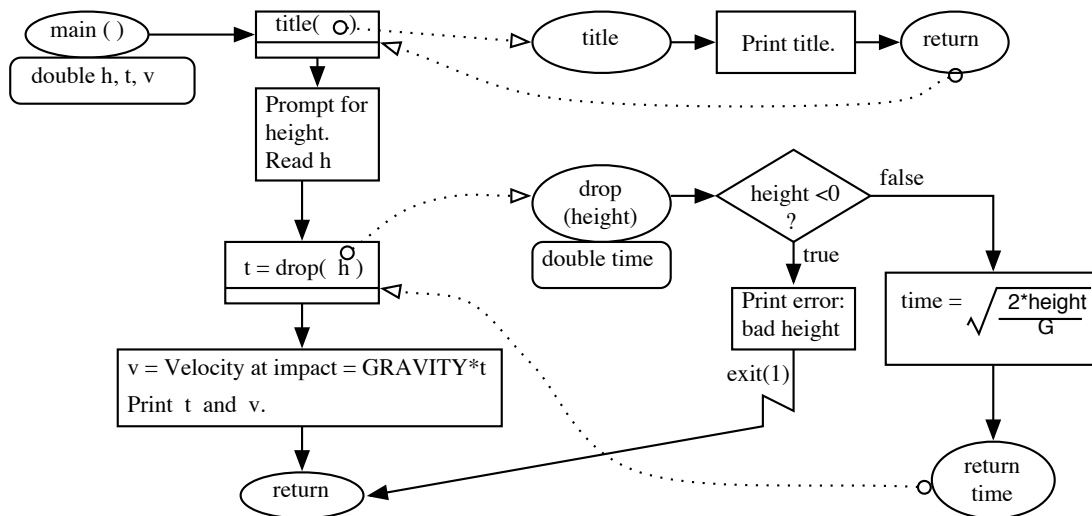 main ( )
double h, t, v
title( ).
title
Print title.
return
Prompt for
height.
Read h
drop
(height)
double time
height <0
?
false
true
t = drop( h )
Print error:
bad height
exit(1)
time = √ 2*height
G
v = Velocity at impact = GRAVITY*t
Print t and v.
return
return
time